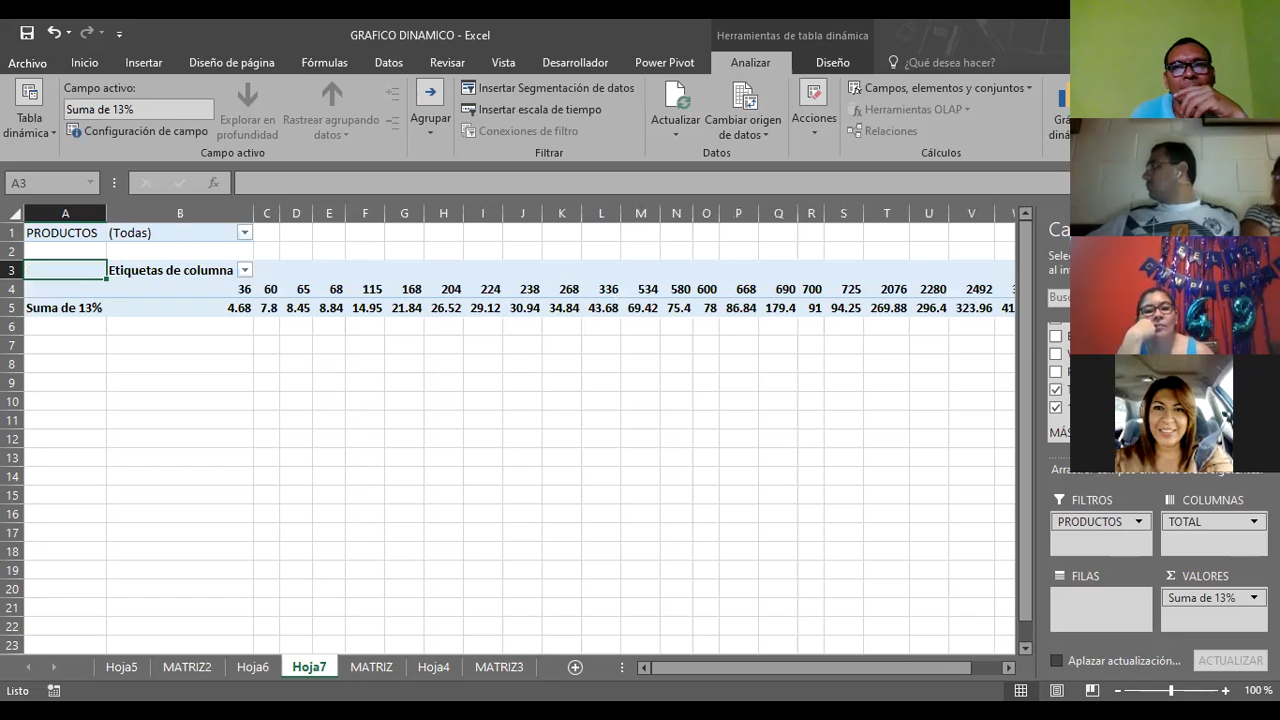 GRAFICO DINAMICO - Excel
Herramientas de tabla dinámica
Archivo Inicio Insertar Diseño de página Fórmulas Datos Revisar Vista Desarrollador Power Pivot Analizar Diseño ¿Qué desea hacer?
Tabla dinámica
Campo activo:
Suma de 13%
Configuración de campo
Explorar en profundidad
Rastrear agrupando datos
Campo activo
Agrupar
Insertar Segmentación de datos
Insertar escala de tiempo
Conexiones de filtro
Filtrar
Actualizar
Cambiar origen de datos
Datos
Acciones
Campos, elementos y conjuntos
Herramientas OLAP
Relaciones
Cálculos
A3
fx
A B C D E F G H I J K L M N O P Q R S T U V
1 PRODUCTOS (Todas)
2
3 Etiquetas de columna
4 36 60 65 68 115 168 204 224 238 268 336 534 580 600 668 690 700 725 2076 2280 2492
5 Suma de 13% 4.68 7.8 8.45 8.84 14.95 21.84 26.52 29.12 30.94 34.84 43.68 69.42 75.4 78 86.84 179.4 91 94.25 269.88 296.4 323.96 41
6
7
8
9
10
11
12
13
14
15
16
17
18
19
20
21
22
23
FELIZ
49
FILTROS COLUMNAS
PRODUCTOS TOTAL
FILAS Σ VALORES
Suma de 13%
Aplazar actualización... ACTUALIZAR
Hoja5 MATRIZ2 Hoja6 Hoja7 MATRIZ Hoja4 MATRIZ3
Listo
100 %